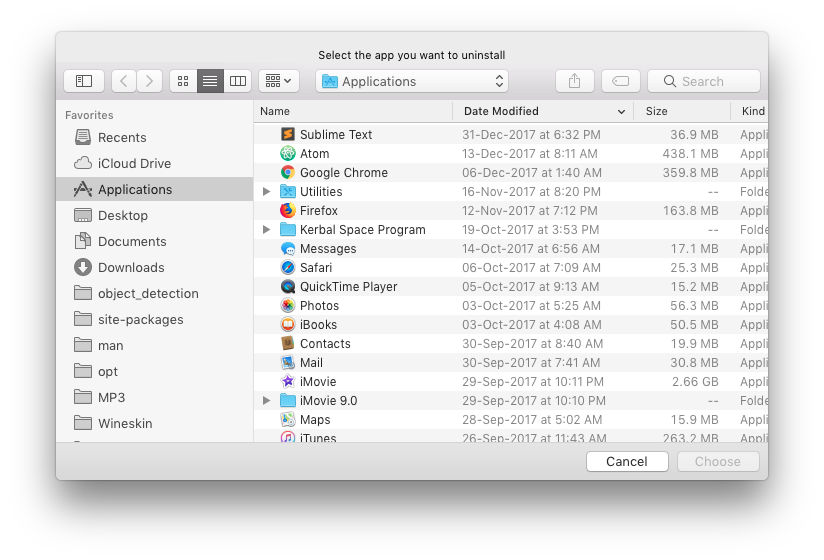 Select the app you want to uninstall
Applications
Search
Favorites
Recents
iCloud Drive
Applications
Desktop
Documents
Downloads
object_detection
site-packages
man
opt
MP3
Wineskin
Name Date Modified Size Kind
Sublime Text 31-Dec-2017 at 6:32 PM 36.9 MB Appli
Atom 13-Dec-2017 at 8:11 AM 438.1 MB Appli
Google Chrome 06-Dec-2017 at 1:40 AM 359.8 MB Appli
Utilities 16-Nov-2017 at 8:20 PM -- Folde
Firefox 12-Nov-2017 at 7:12 PM 163.8 MB Appli
Kerbal Space Program 19-Oct-2017 at 3:53 PM -- Folde
Messages 14-Oct-2017 at 6:56 AM 17.1 MB Appli
Safari 06-Oct-2017 at 7:09 AM 25.3 MB Appli
QuickTime Player 05-Oct-2017 at 9:13 AM 15.2 MB Appli
Photos 03-Oct-2017 at 5:25 AM 56.3 MB Appli
iBooks 03-Oct-2017 at 4:08 AM 50.5 MB Appli
Contacts 30-Sep-2017 at 8:40 AM 19.9 MB Appli
Mail 30-Sep-2017 at 7:41 AM 30.8 MB Appli
iMovie 29-Sep-2017 at 10:11 PM 2.66 GB Appli
iMovie 9.0 29-Sep-2017 at 10:10 PM -- Folde
Maps 28-Sep-2017 at 5:02 AM 15.9 MB Appli
iTunes 26-Sep-2017 at 11:43 AM 263.2 MB Appli
Cancel
Choose